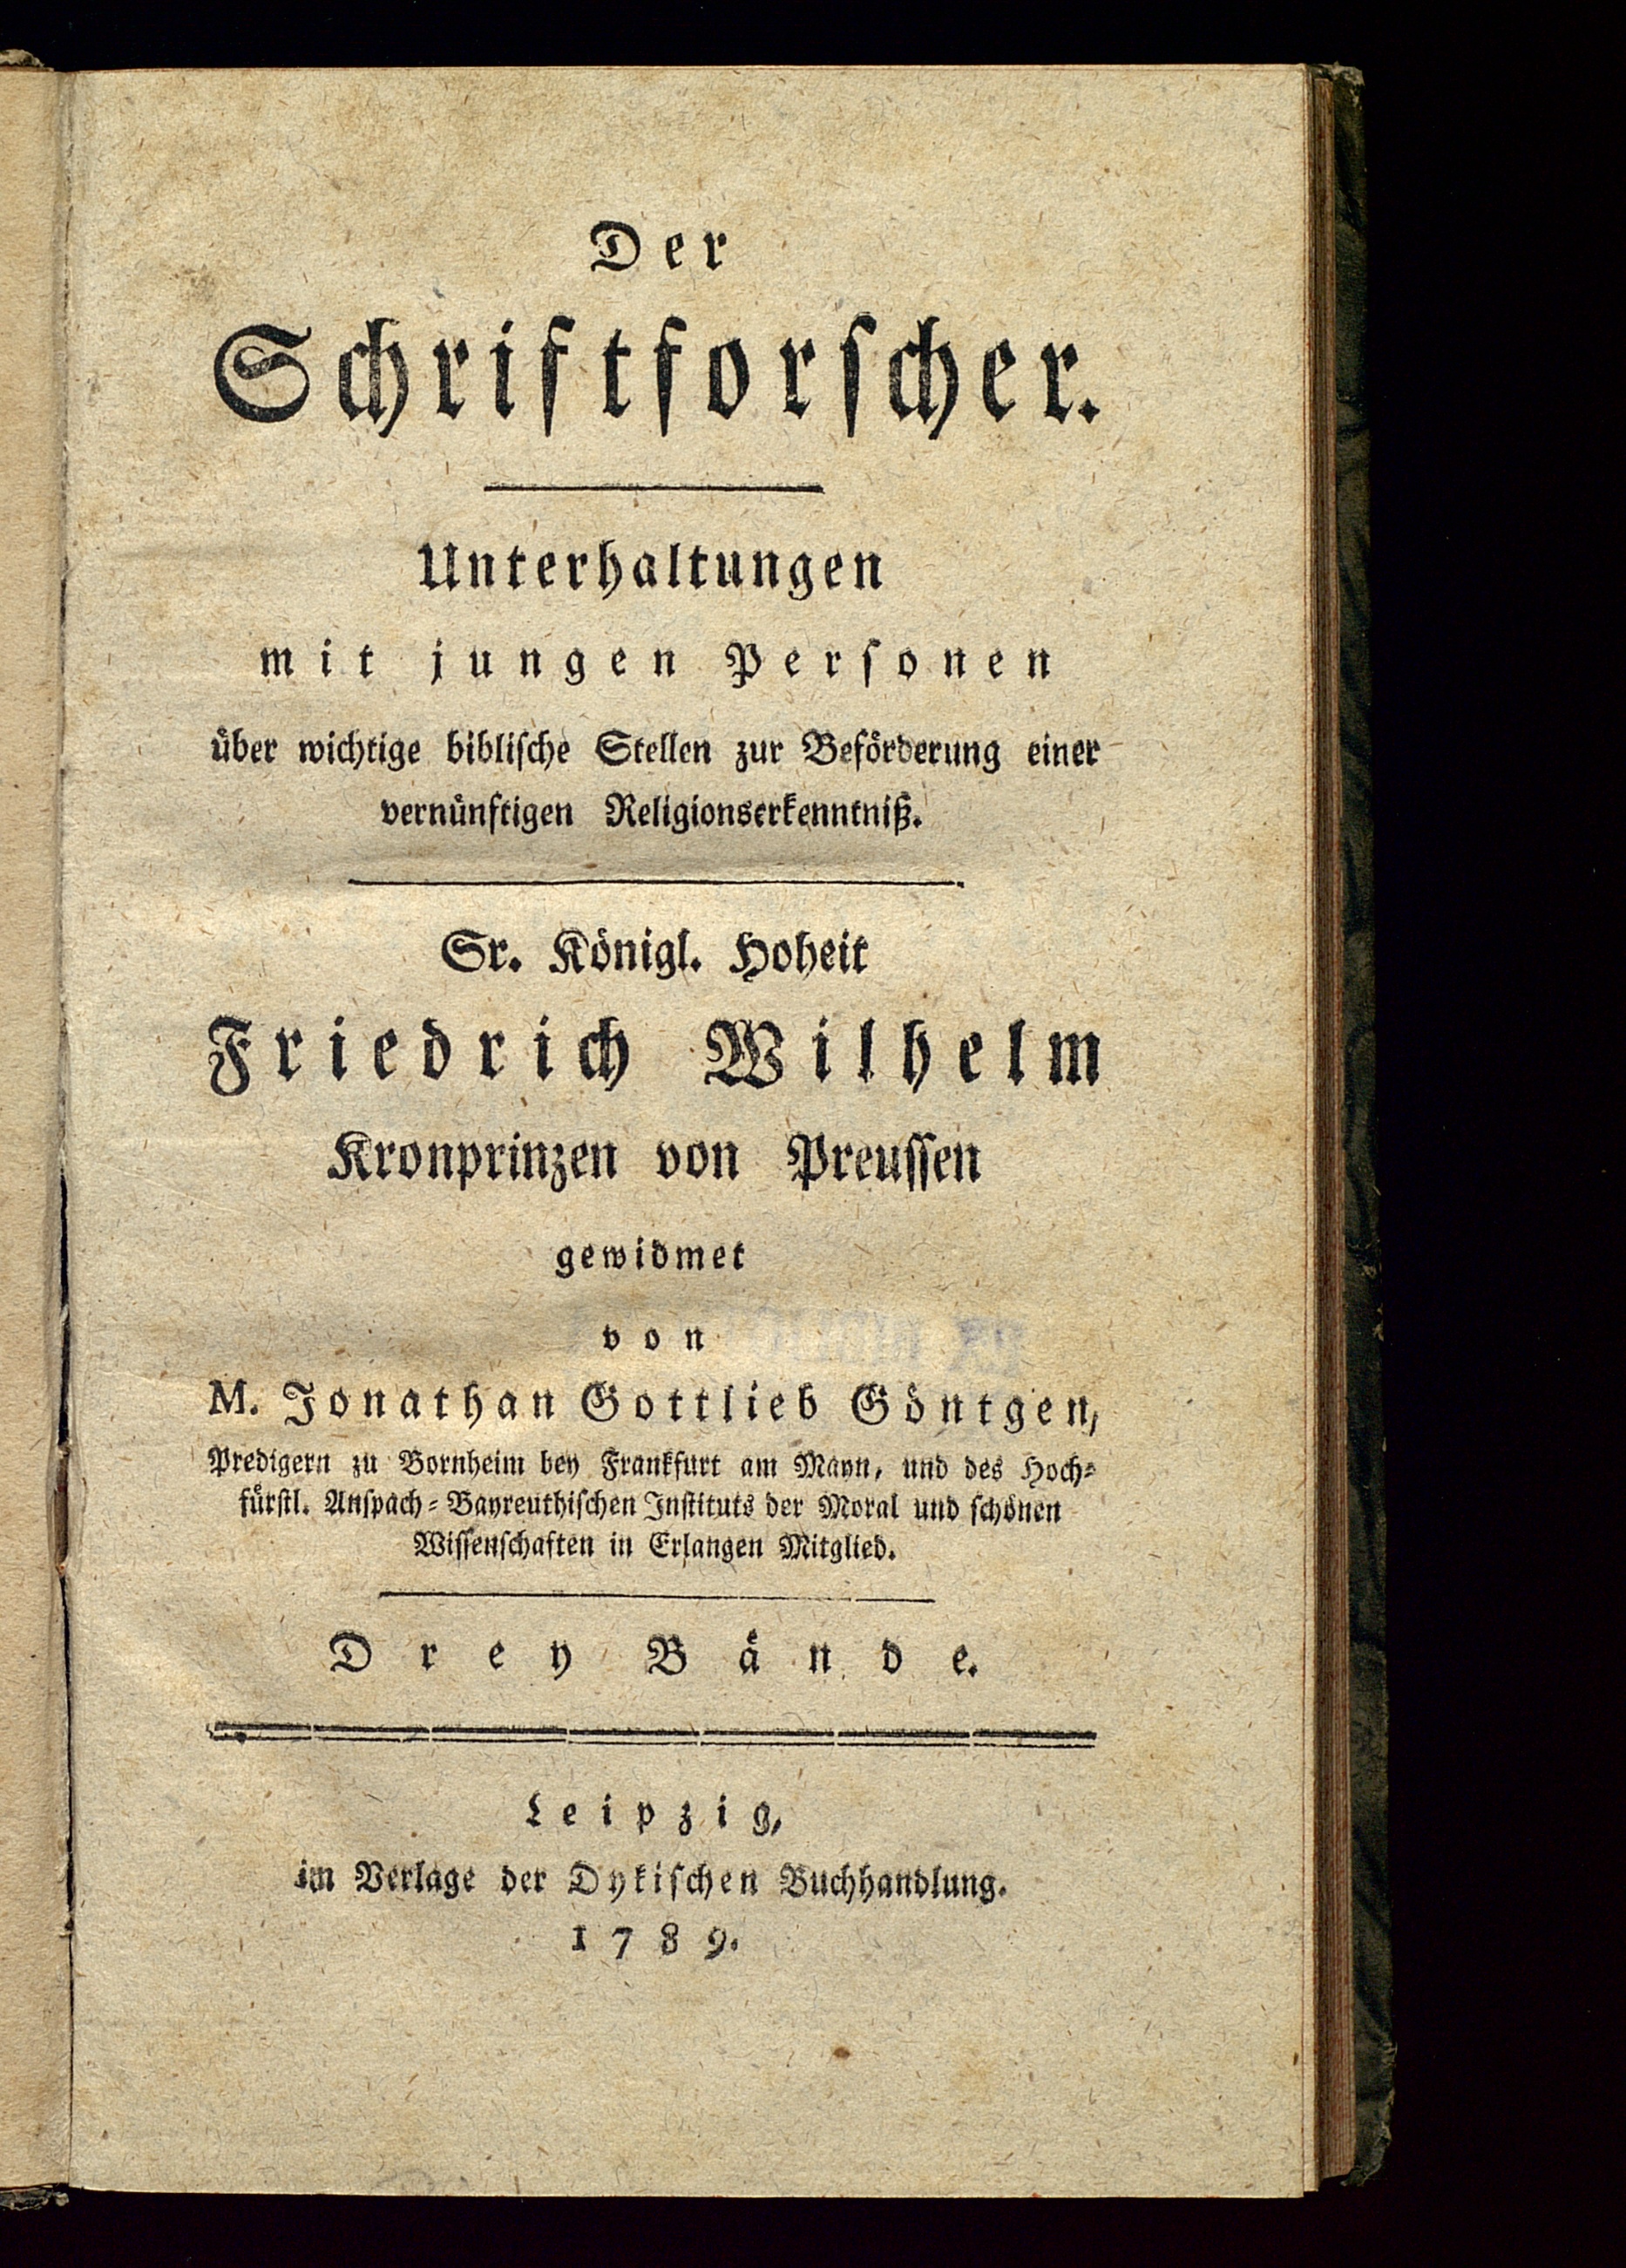 Der
Schriftforscher.
Unterhaltungen
mit jungen Personen
über wichtige biblische Stellen zur Beförderung einer
vernünftigen Religionserkenntniß.
Sr. Königl. Hoheit
Friedrich Wilhelm
Kronprinzen von Preussen
gewidmet
von
M. Jonathan Gottlieb Göntgen,
Predigern zu Bornheim bey Frankfurt am Mayn, und des Hoch-
fürstl. Anspach-Bayreuthischen Instituts der Moral und schönen
Wissenschaften in Erlangen Mitglied.
Drey Bände.
Leipzig,
im Verlage der Dykischen Buchhandlung.
1789.